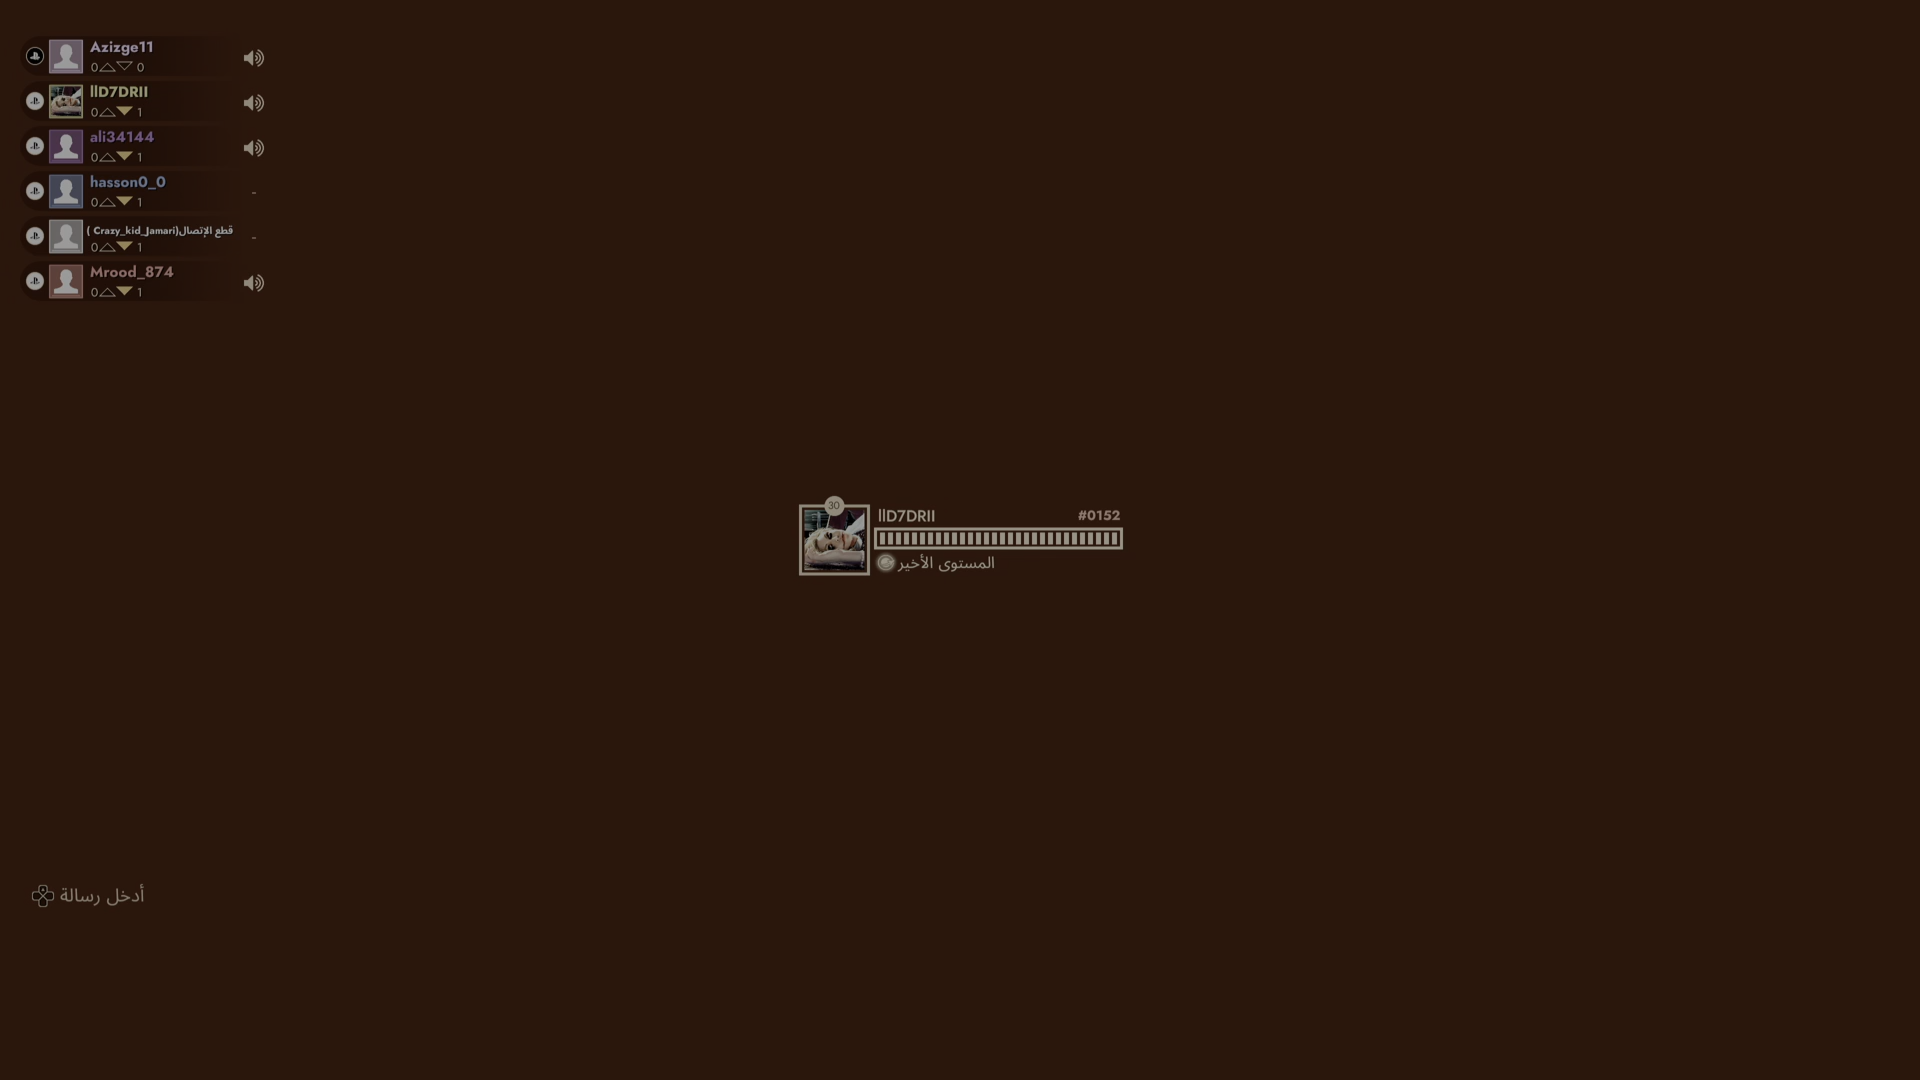 Azizge11
0 0
llD7DRII
0 1
ali34144
0 1
hasson0_0
0 1
-
قطع الإتصال(Crazy_kid_Jamari )
0 1
-
Mrood_874
0 1
30
llD7DRII #0152
المستوى الأخير
أدخل رسالة